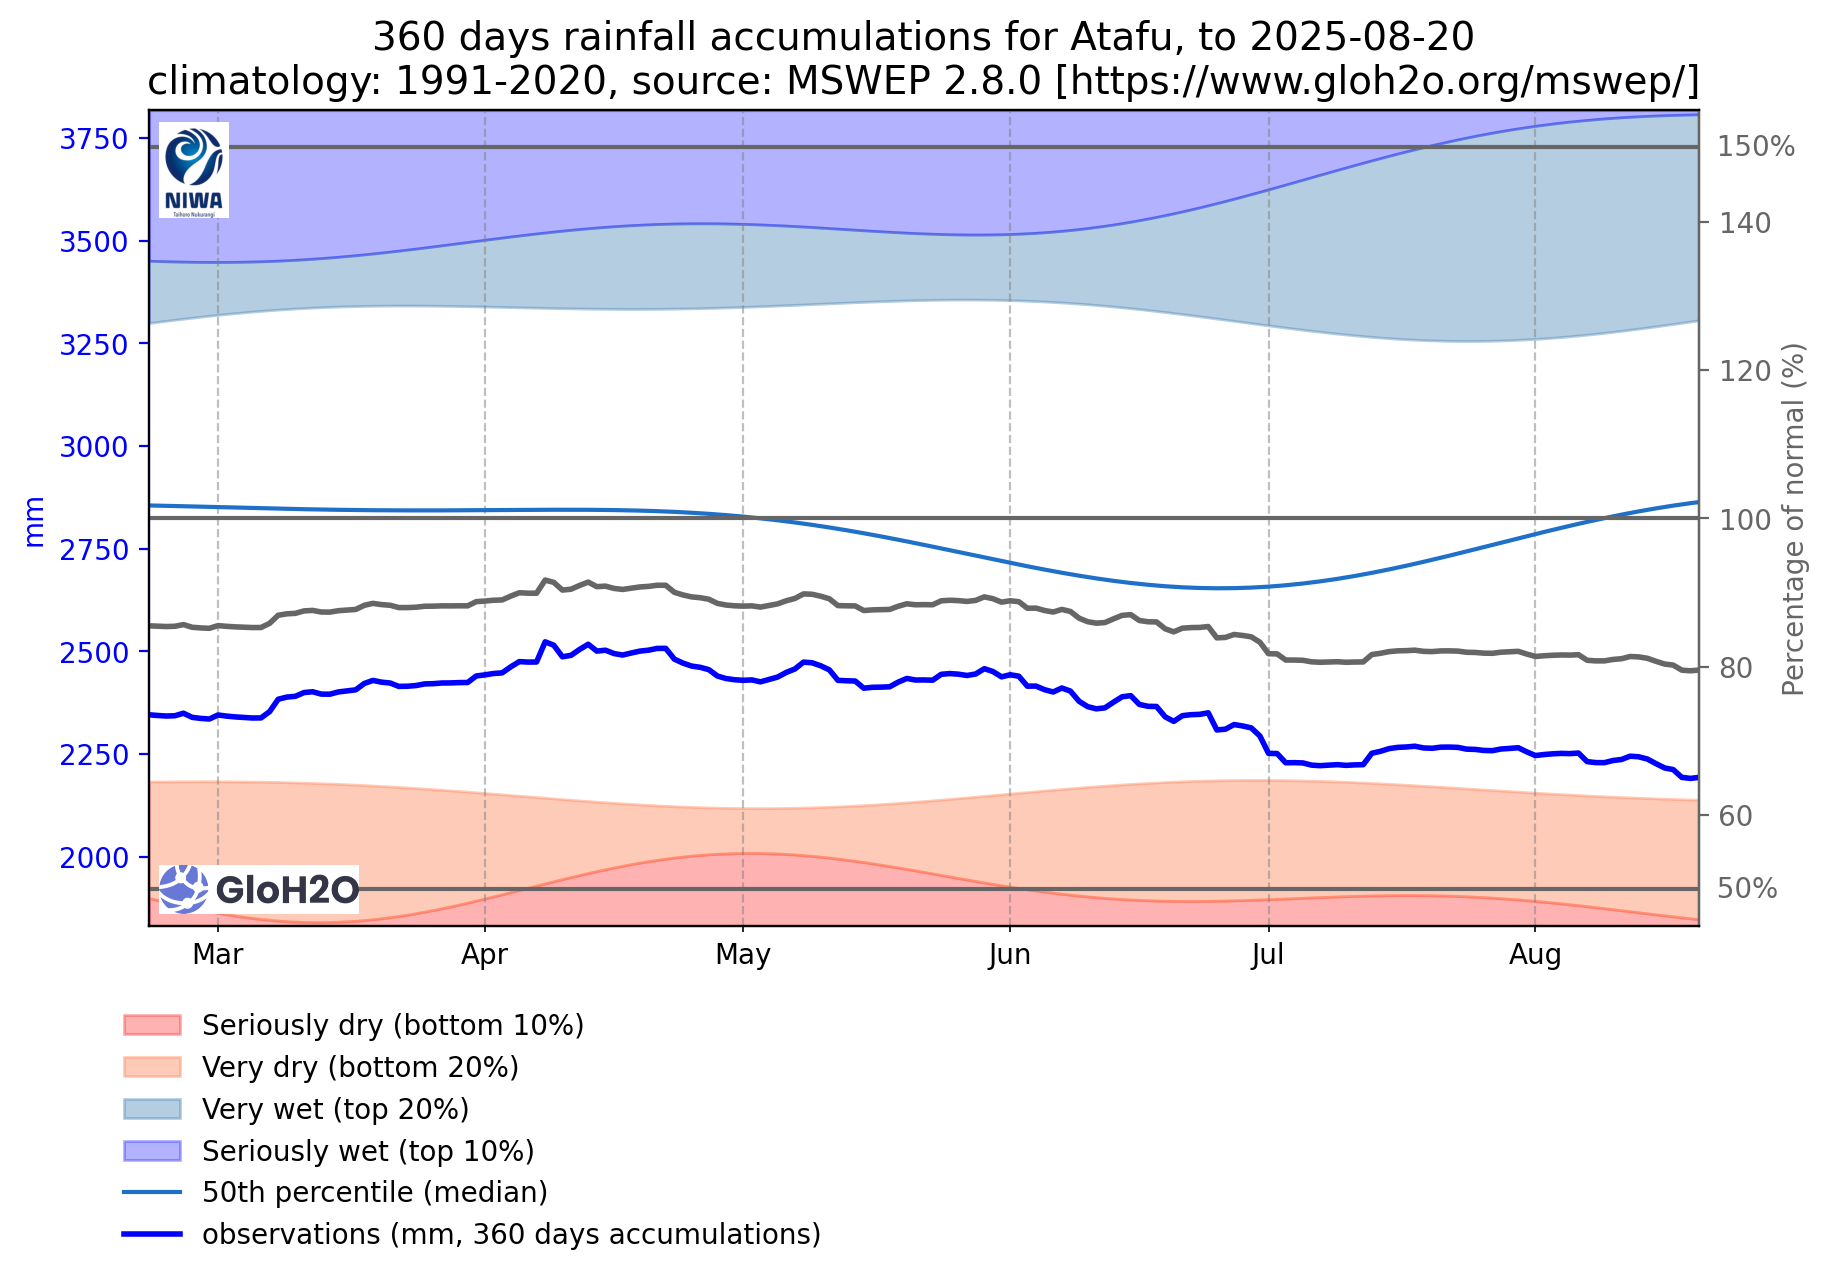 360 days rainfall accumulations for Atafu, to 2025-08-20
climatology: 1991-2020, source: MSWEP 2.8.0 [https://www.gloh2o.org/mswep/]
3750
3500
3250
3000
2750
2500
2250
2000
mm
NIWA
Taihoro Nukurangi
GloH2O
150%
140
120
100
80
60
50%
Percentage of normal (%)
Mar
Apr
May
Jun
Jul
Aug
Seriously dry (bottom 10%)
Very dry (bottom 20%)
Very wet (top 20%)
Seriously wet (top 10%)
50th percentile (median)
observations (mm, 360 days accumulations)